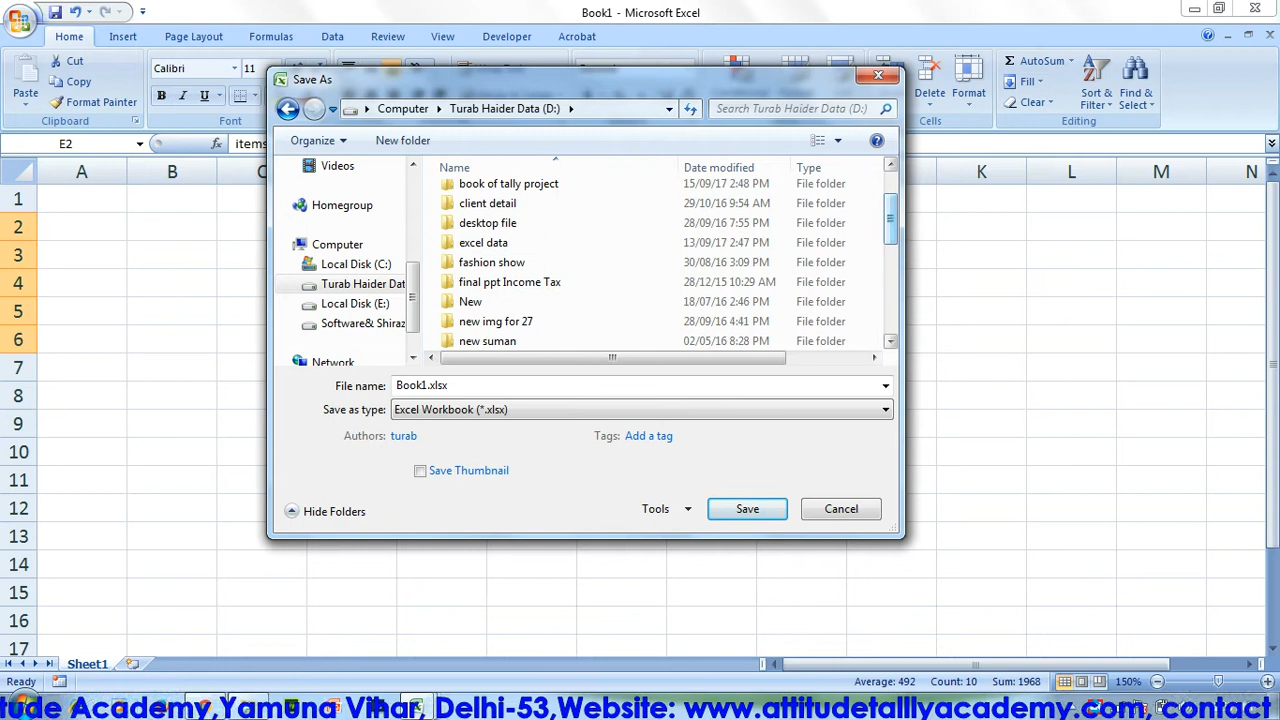 Book1 - Microsoft Excel
Home Insert Page Layout Formulas Data Review View Developer Acrobat
Paste
Cut
Copy
Format Painter
Clipboard
Calibri 11
B I U
Font
Delete
Format
Cells
AutoSum
Fill
Clear
Sort & Filter
Find & Select
Editing
E2 fx items
A B C K L M N
1
2
3
4
5
6
7
8
9
10
11
12
13
14
15
16
17
Save As
Computer Turab Haider Data (D:)
Search Turab Haider Data (D:)
Organize New folder
Videos
Homegroup
Computer
Local Disk (C:)
Turab Haider Dat
Local Disk (E:)
Software& Shiraz
Network
Name Date modified Type
book of tally project 15/09/17 2:48 PM File folder
client detail 29/10/16 9:54 AM File folder
desktop file 28/09/16 7:55 PM File folder
excel data 13/09/17 2:47 PM File folder
fashion show 30/08/16 3:09 PM File folder
final ppt Income Tax 28/12/15 10:29 AM File folder
New 18/07/16 2:46 PM File folder
new img for 27 28/09/16 4:41 PM File folder
new suman 02/05/16 8:28 PM File folder
File name: Book1.xlsx
Save as type: Excel Workbook (*.xlsx)
Authors: turab Tags: Add a tag
Save Thumbnail
Hide Folders Tools Save Cancel
Sheet1
Ready Average: 492 Count: 10 Sum: 1968 150%
tude Academy,Yamuna Vihar, Delhi-53,Website: www.attitudetalllyacademy.com, contact